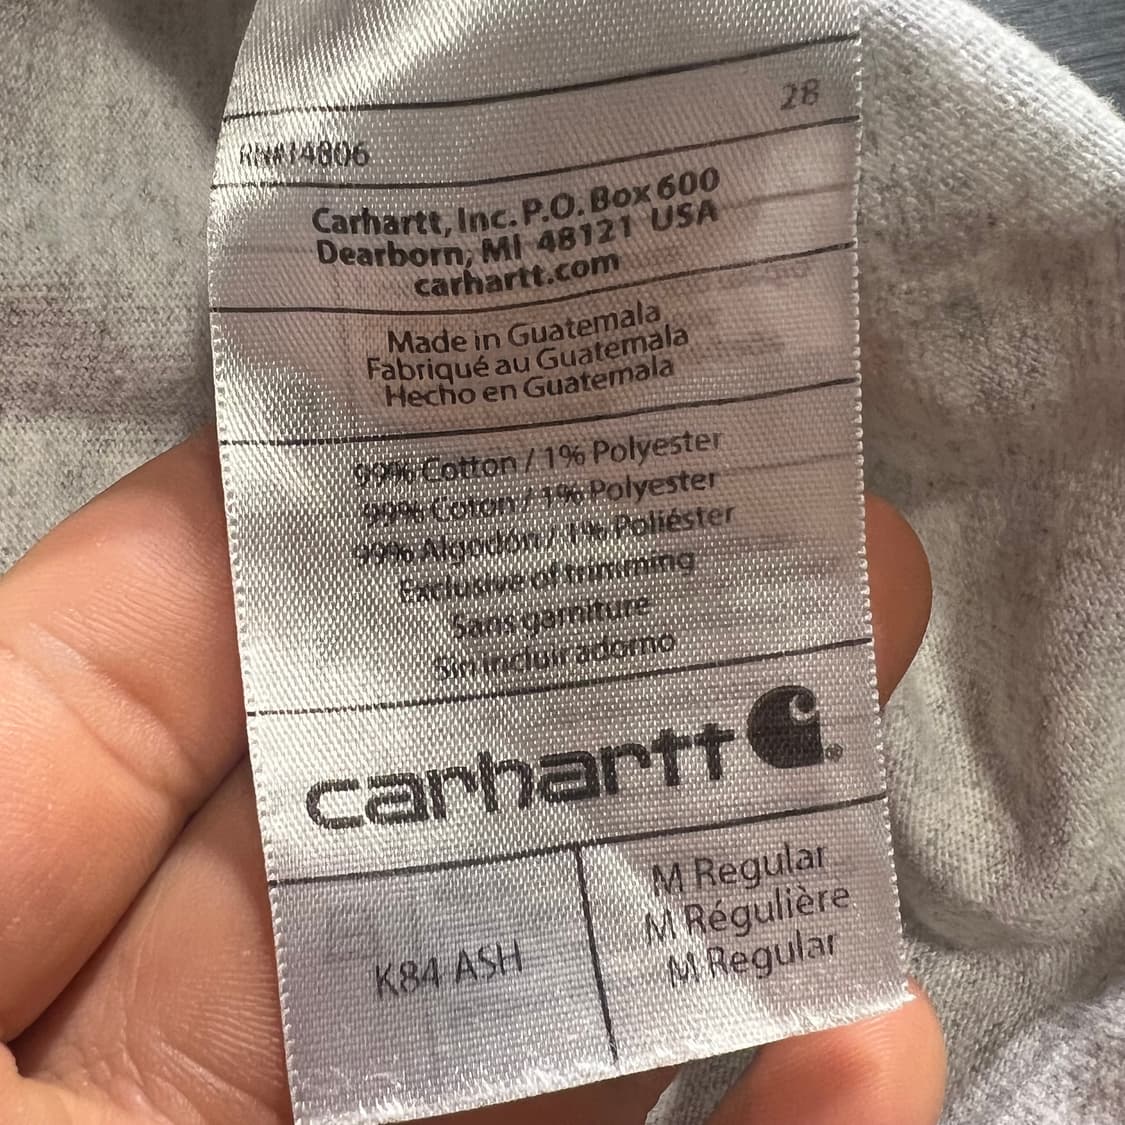 28
RN#14806
Carhartt, Inc. P.O. Box 600
Dearborn, MI 48121 USA
carhartt.com
Made in Guatemala
Fabriqué au Guatemala
Hecho en Guatemala
99% Cotton / 1% Polyester
99% Coton / 1% Polyester
99% Algodón / 1% Poliéster
Exclusive of trimming
Sans garniture
Sin incluir adorno
carhartt
K84 ASH
M Regular
M Régulière
M Regular